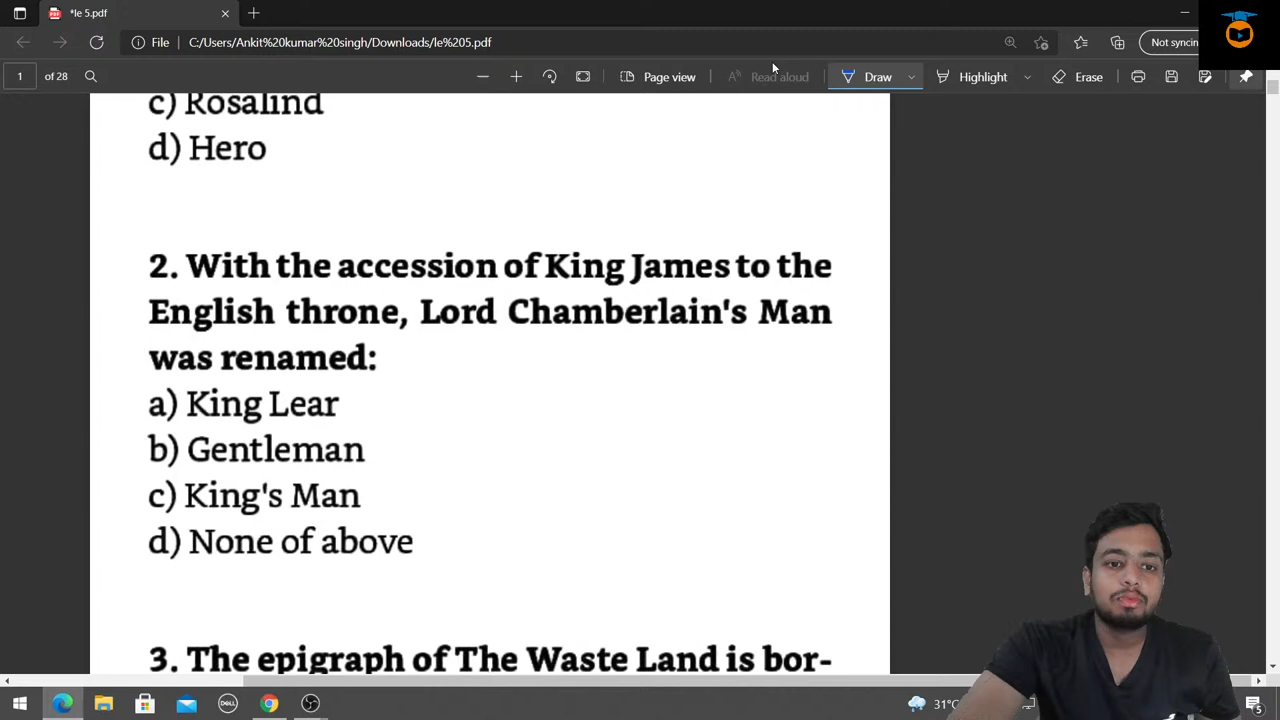 *le 5.pdf
File C:/Users/Ankit%20kumar%20singh/Downloads/le%205.pdf
Not syncin
1 of 28
Page view
Read aloud
Draw
Highlight
Erase
c) Rosalind
d) Hero
2. With the accession of King James to the
English throne, Lord Chamberlain's Man
was renamed:
a) King Lear
b) Gentleman
c) King's Man
d) None of above
3. The epigraph of The Waste Land is bor-
DELL
31°C
5